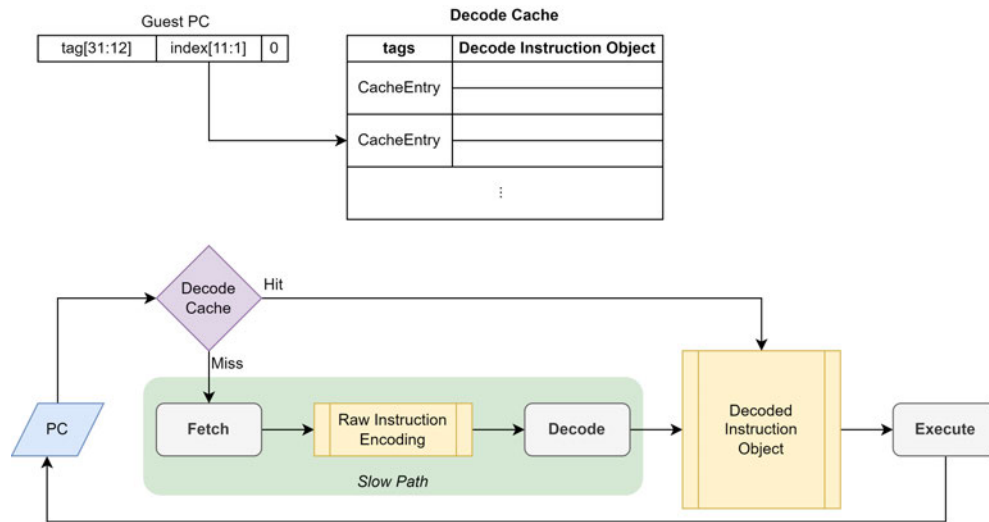 Guest PC
tag[31:12] index[11:1] 0
Decode Cache
tags Decode Instruction Object
CacheEntry
CacheEntry
⋮
Decode
Cache
Hit
Miss
PC
Fetch
Raw Instruction
Encoding
Decode
Slow Path
Decoded
Instruction
Object
Execute